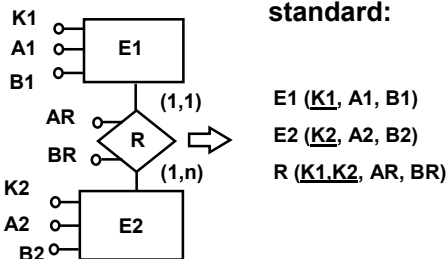 standard:
K1
A1
B1
E1
(1,1)
AR
BR
R
(1,n)
K2
A2
B2
E2
E1 (K1, A1, B1)
E2 (K2, A2, B2)
R (K1,K2, AR, BR)